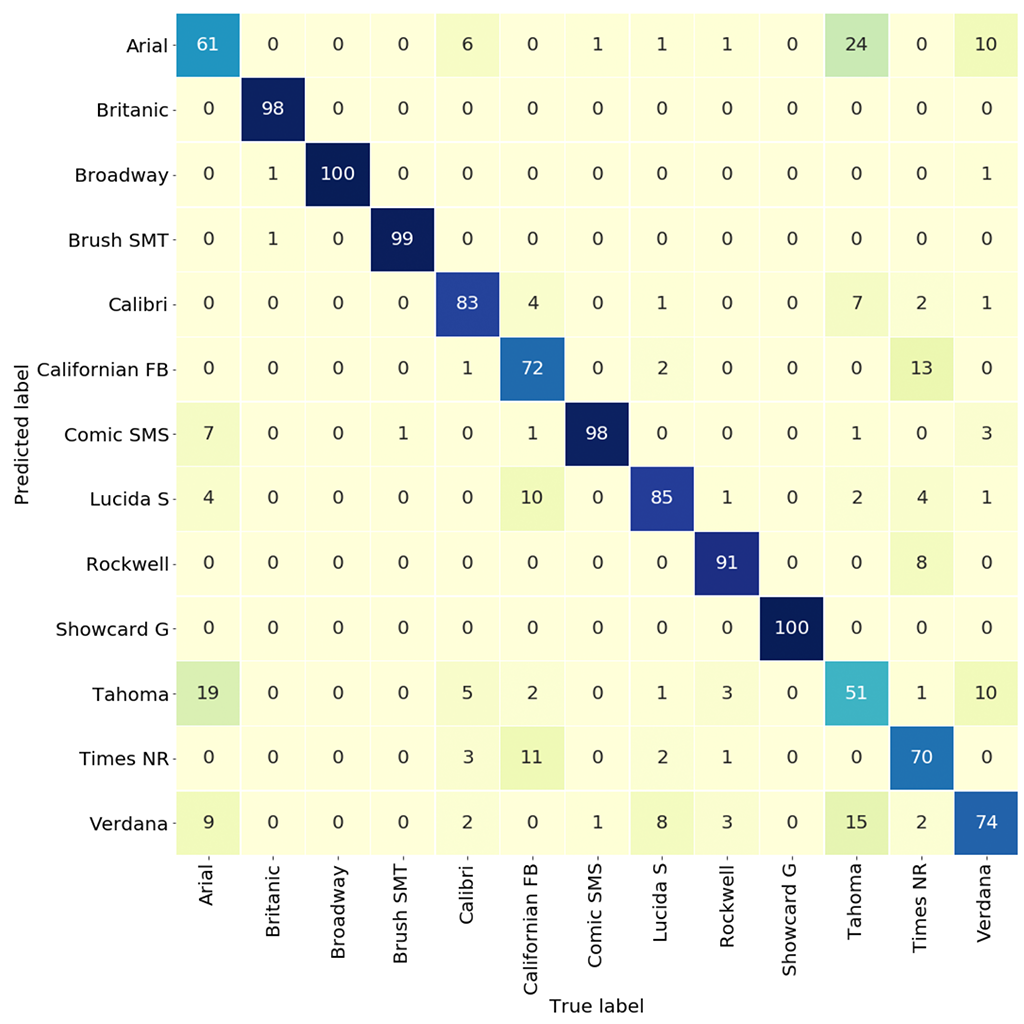 Arial 61 0 0 0 6 0 1 1 1 0 24 0 10
Britanic 0 98 0 0 0 0 0 0 0 0 0 0 0
Broadway 0 1 100 0 0 0 0 0 0 0 0 0 1
Brush SMT 0 1 0 99 0 0 0 0 0 0 0 0 0
Calibri 0 0 0 0 83 4 0 1 0 0 7 2 1
Californian FB 0 0 0 0 1 72 0 2 0 0 0 13 0
Comic SMS 7 0 0 1 0 1 98 0 0 0 1 0 3
Lucida S 4 0 0 0 0 10 0 85 1 0 2 4 1
Rockwell 0 0 0 0 0 0 0 0 91 0 0 8 0
Showcard G 0 0 0 0 0 0 0 0 0 100 0 0 0
Tahoma 19 0 0 0 5 2 0 1 3 0 51 1 10
Times NR 0 0 0 0 3 11 0 2 1 0 0 70 0
Verdana 9 0 0 0 2 0 1 8 3 0 15 2 74
Predicted label
Arial Britanic Broadway Brush SMT Calibri Californian FB Comic SMS Lucida S Rockwell Showcard G Tahoma Times NR Verdana
True label